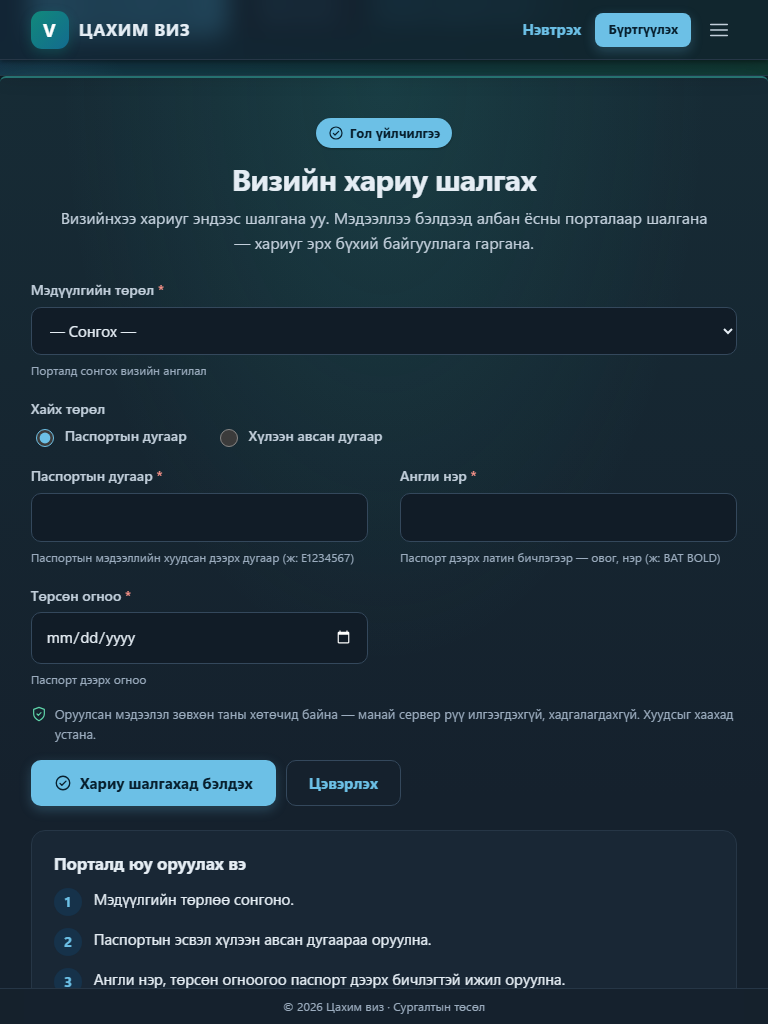 V ЦАХИМ ВИЗ
Нэвтрэх
Бүртгүүлэх
Гол үйлчилгээ
Визийн хариу шалгах
Визийнхээ хариуг эндээс шалгана уу. Мэдээллээ бэлдээд албан ёсны порталаар шалгана
— хариуг эрх бүхий байгууллага гаргана.
Мэдүүлгийн төрөл *
— Сонгох —
Порталд сонгох визийн ангилал
Хайх төрөл
Паспортын дугаар
Хүлээн авсан дугаар
Паспортын дугаар *
Англи нэр *
Паспортын мэдээллийн хуудсан дээрх дугаар (ж: E1234567)
Паспорт дээрх латин бичлэгээр — овог, нэр (ж: BAT BOLD)
Төрсөн огноо *
mm/dd/yyyy
Паспорт дээрх огноо
Оруулсан мэдээлэл зөвхөн таны хөтөчид байна — манай сервер рүү илгээгдэхгүй, хадгалагдахгүй. Хуудсыг хаахад
устана.
Хариу шалгахад бэлдэх
Цэвэрлэх
Порталд юу оруулах вэ
1 Мэдүүлгийн төрлөө сонгоно.
2 Паспортын эсвэл хүлээн авсан дугаараа оруулна.
3 Англи нэр, төрсөн огноогоо паспорт дээрх бичлэгтэй ижил оруулна.
© 2026 Цахим виз · Сургалтын төсөл